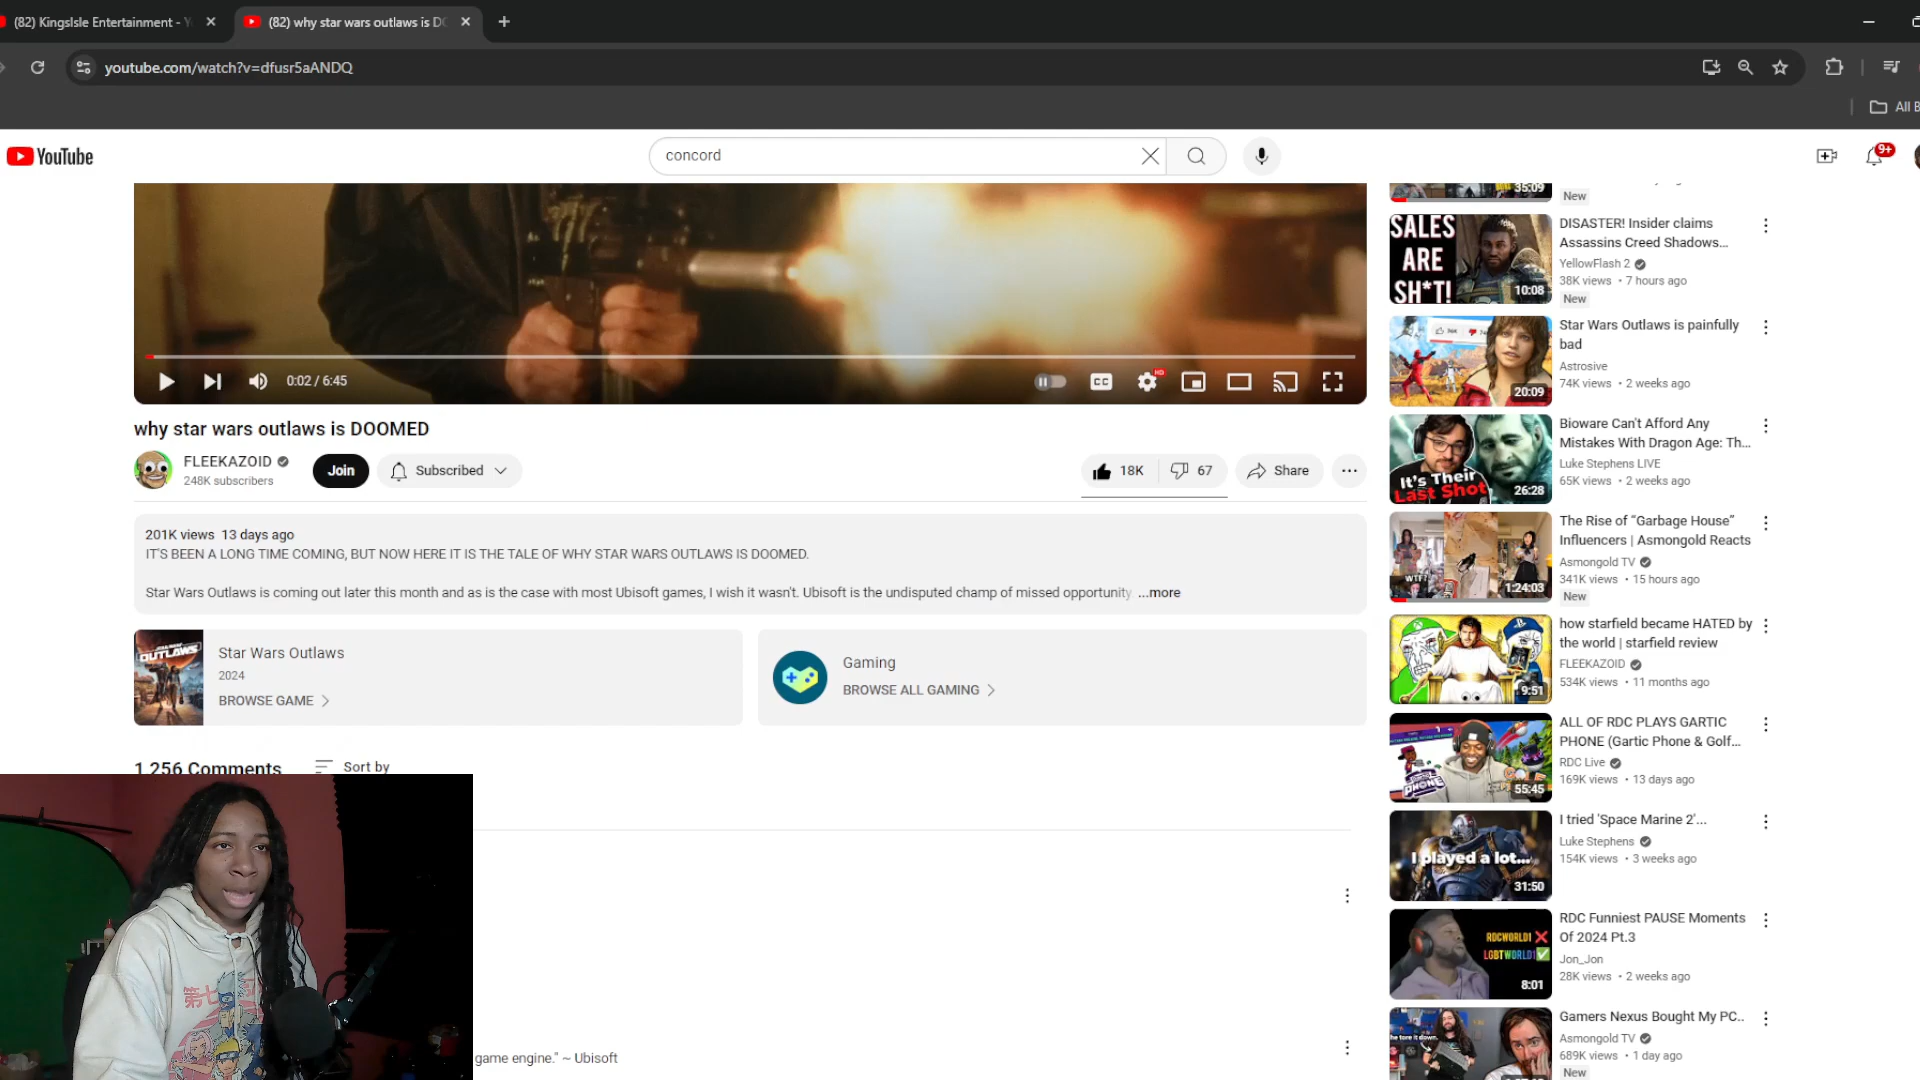 (82) KingsIsle Entertainment - Y
(82) why star wars outlaws is DO
youtube.com/watch?v=dfusr5aANDQ
All B
YouTube
concord
9+
0:02 / 6:45
CC
HD
why star wars outlaws is DOOMED
FLEEKAZOID
248K subscribers
Join
Subscribed
18K
67
Share
201K views 13 days ago
IT'S BEEN A LONG TIME COMING, BUT NOW HERE IT IS THE TALE OF WHY STAR WARS OUTLAWS IS DOOMED.
Star Wars Outlaws is coming out later this month and as is the case with most Ubisoft games, I wish it wasn't. Ubisoft is the undisputed champ of missed opportunity ...more
OUTLAWS
Star Wars Outlaws
2024
BROWSE GAME
Gaming
BROWSE ALL GAMING
1,256 Comments
Sort by
第七
game engine." ~ Ubisoft
35:09
New
SALES
ARE
SH*T!
10:08
DISASTER! Insider claims
Assassins Creed Shadows...
YellowFlash 2
38K views • 7 hours ago
New
20:09
Star Wars Outlaws is painfully
bad
Astrosive
74K views • 2 weeks ago
It's Their
Last Shot
26:28
Bioware Can't Afford Any
Mistakes With Dragon Age: Th...
Luke Stephens LIVE
65K views • 2 weeks ago
WTF?
1:24:03
The Rise of “Garbage House”
Influencers | Asmongold Reacts
Asmongold TV
341K views • 15 hours ago
New
9:51
how starfield became HATED by
the world | starfield review
FLEEKAZOID
534K views • 11 months ago
PHONE
55:45
ALL OF RDC PLAYS GARTIC
PHONE (Gartic Phone & Golf...
RDC Live
169K views • 13 days ago
I played a lot...
31:50
I tried 'Space Marine 2'...
Luke Stephens
154K views • 3 weeks ago
RDCWORLD1
LGBTWORLD1
8:01
RDC Funniest PAUSE Moments
Of 2024 Pt.3
Jon_Jon
28K views • 2 weeks ago
Gamers Nexus Bought My PC..
Asmongold TV
689K views • 1 day ago
New